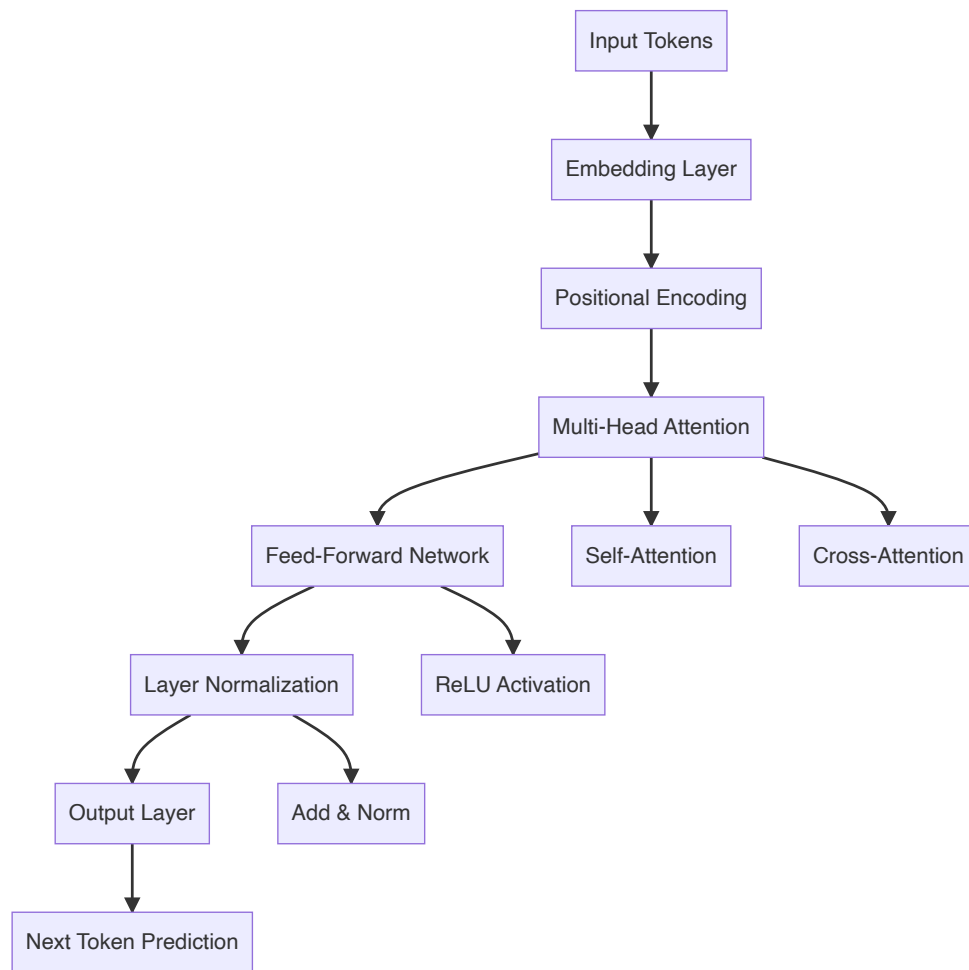 Input Tokens
Embedding Layer
Positional Encoding
Multi-Head Attention
Feed-Forward Network
Self-Attention
Cross-Attention
Layer Normalization
ReLU Activation
Output Layer
Add & Norm
Next Token Prediction